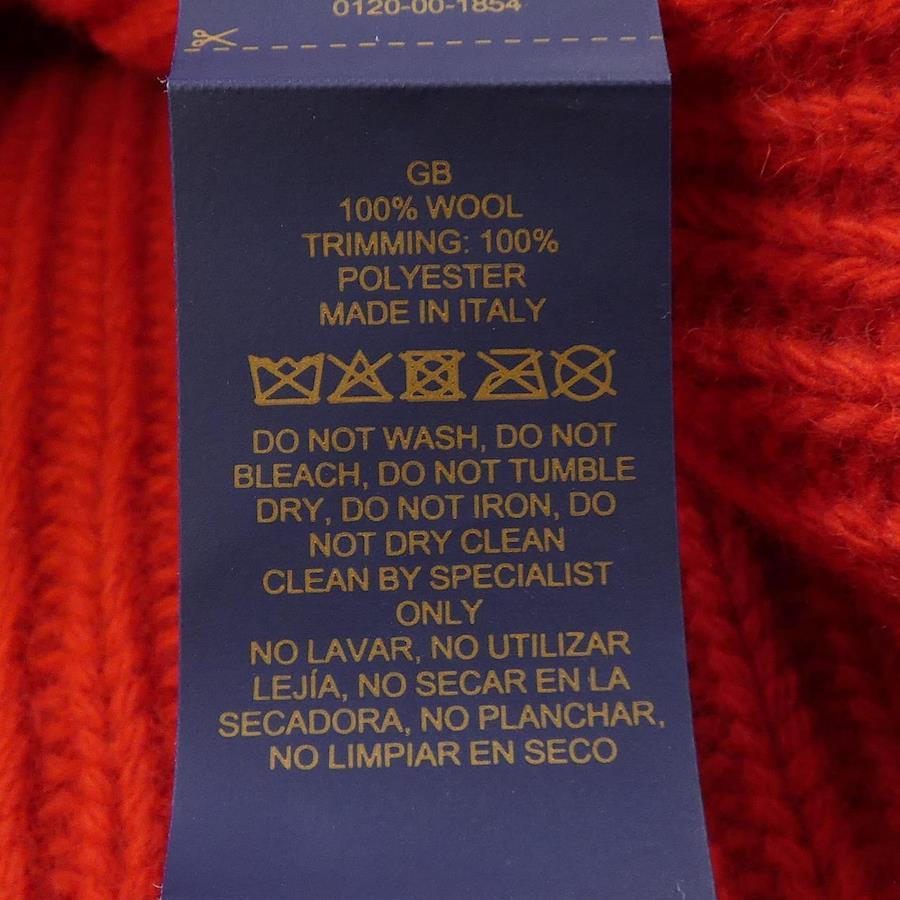 0120-00-1854
GB
100% WOOL
TRIMMING: 100%
POLYESTER
MADE IN ITALY
DO NOT WASH, DO NOT
BLEACH, DO NOT TUMBLE
DRY, DO NOT IRON, DO
NOT DRY CLEAN
CLEAN BY SPECIALIST
ONLY
NO LAVAR, NO UTILIZAR
LEJÍA, NO SECAR EN LA
SECADORA, NO PLANCHAR,
NO LIMPIAR EN SECO